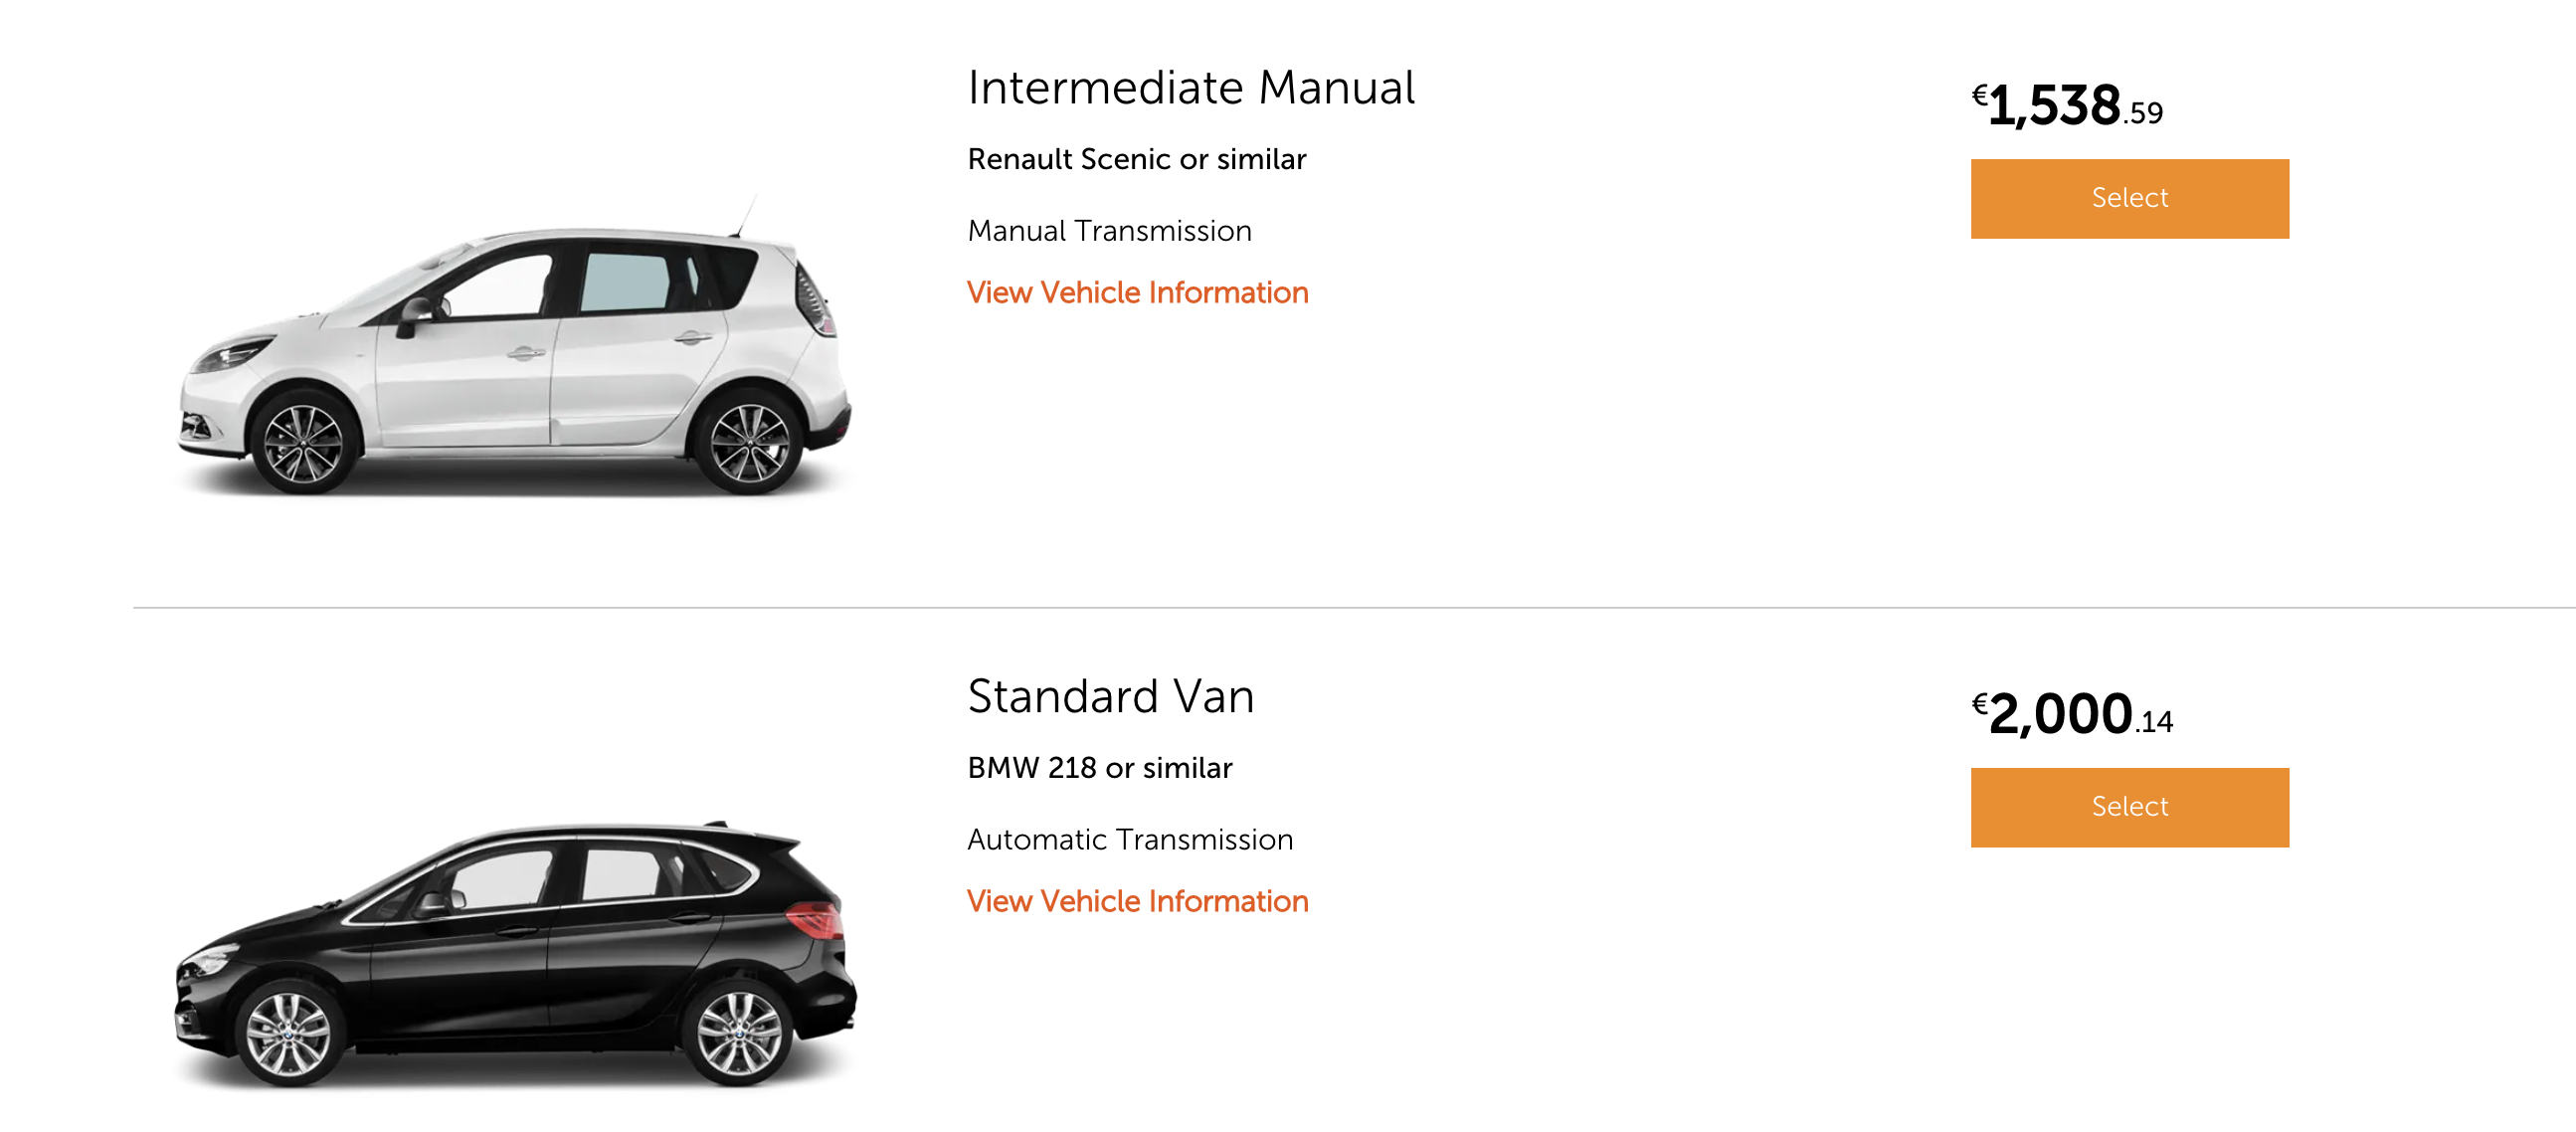 Intermediate Manual
€1,538.59
Renault Scenic or similar
Select
Manual Transmission
View Vehicle Information
Standard Van
€2,000.14
BMW 218 or similar
Select
Automatic Transmission
View Vehicle Information